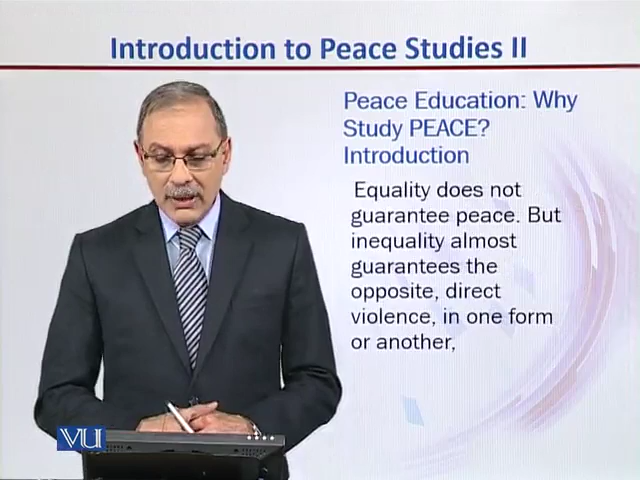 Introduction to Peace Studies II
Peace Education: Why
Study PEACE?
Introduction
Equality does not
guarantee peace. But
inequality almost
guarantees the
opposite, direct
violence, in one form
or another,
VU